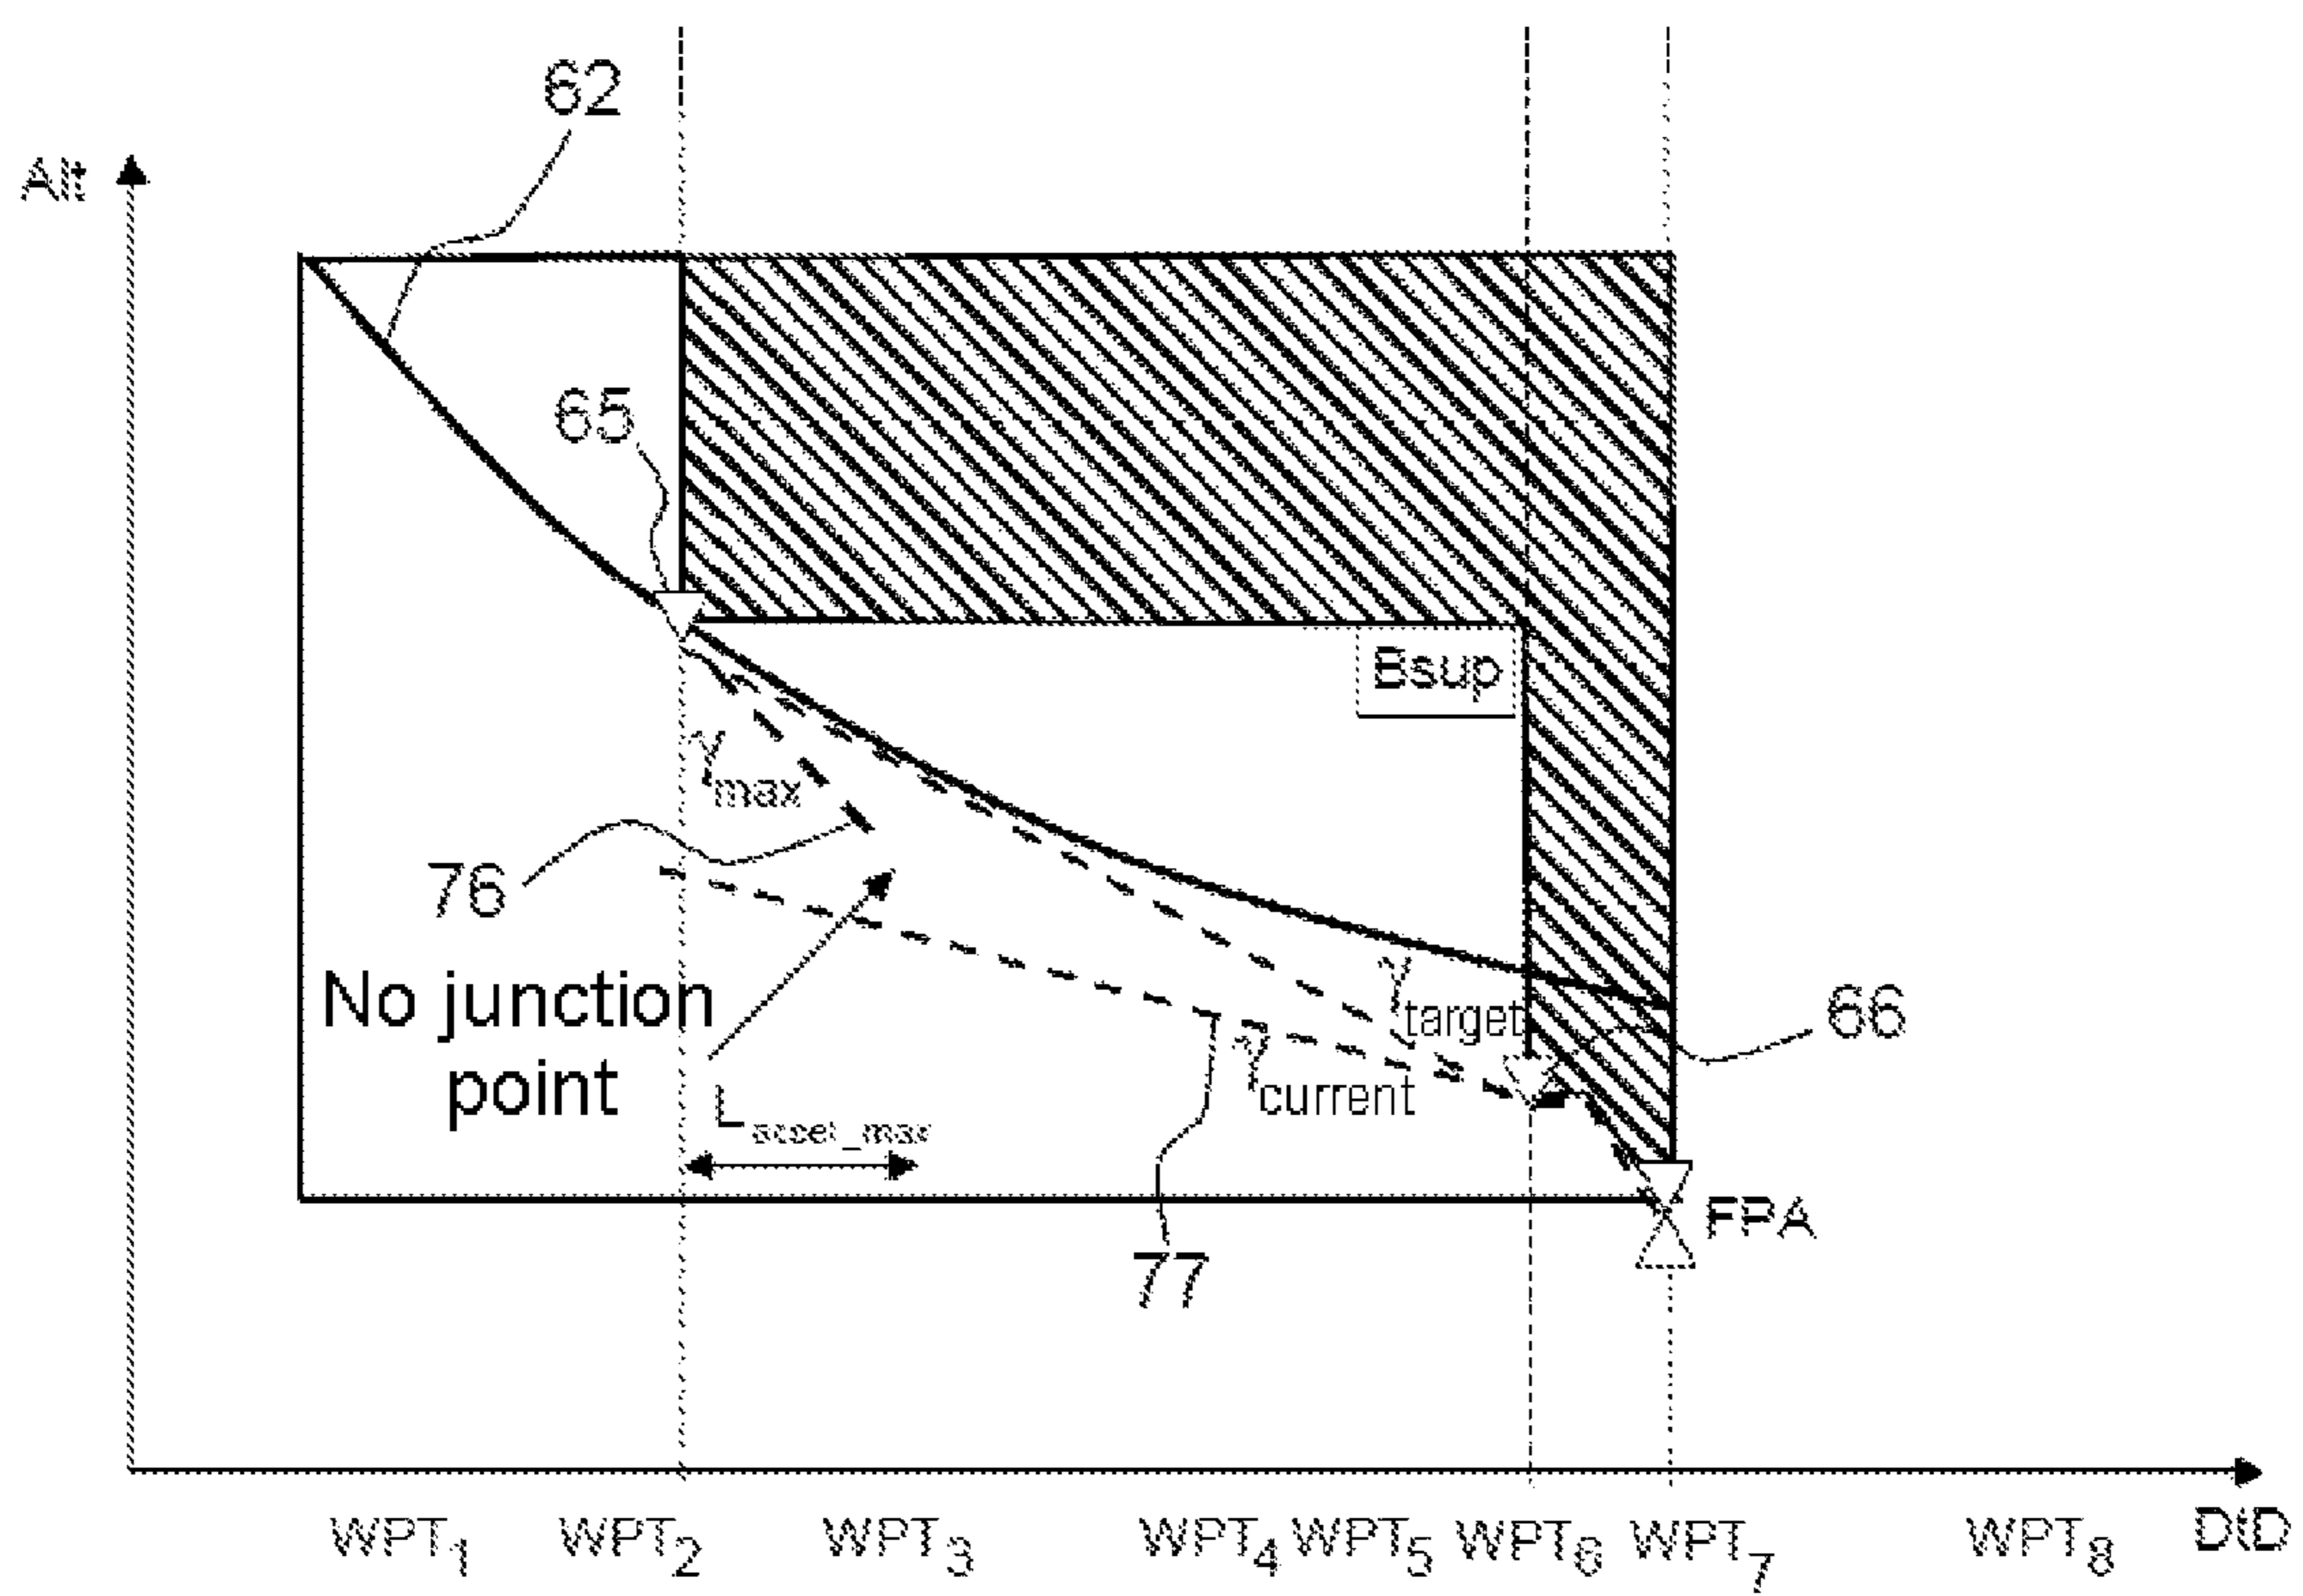 62
Alt
65
Bsup
γmax
76
No junction
point
γtarget
66
γcurrent
L
FPA
77
WPT1 WPT2 WPT3 WPT4 WPT5 WPT6 WPT7 WPT8 DtD